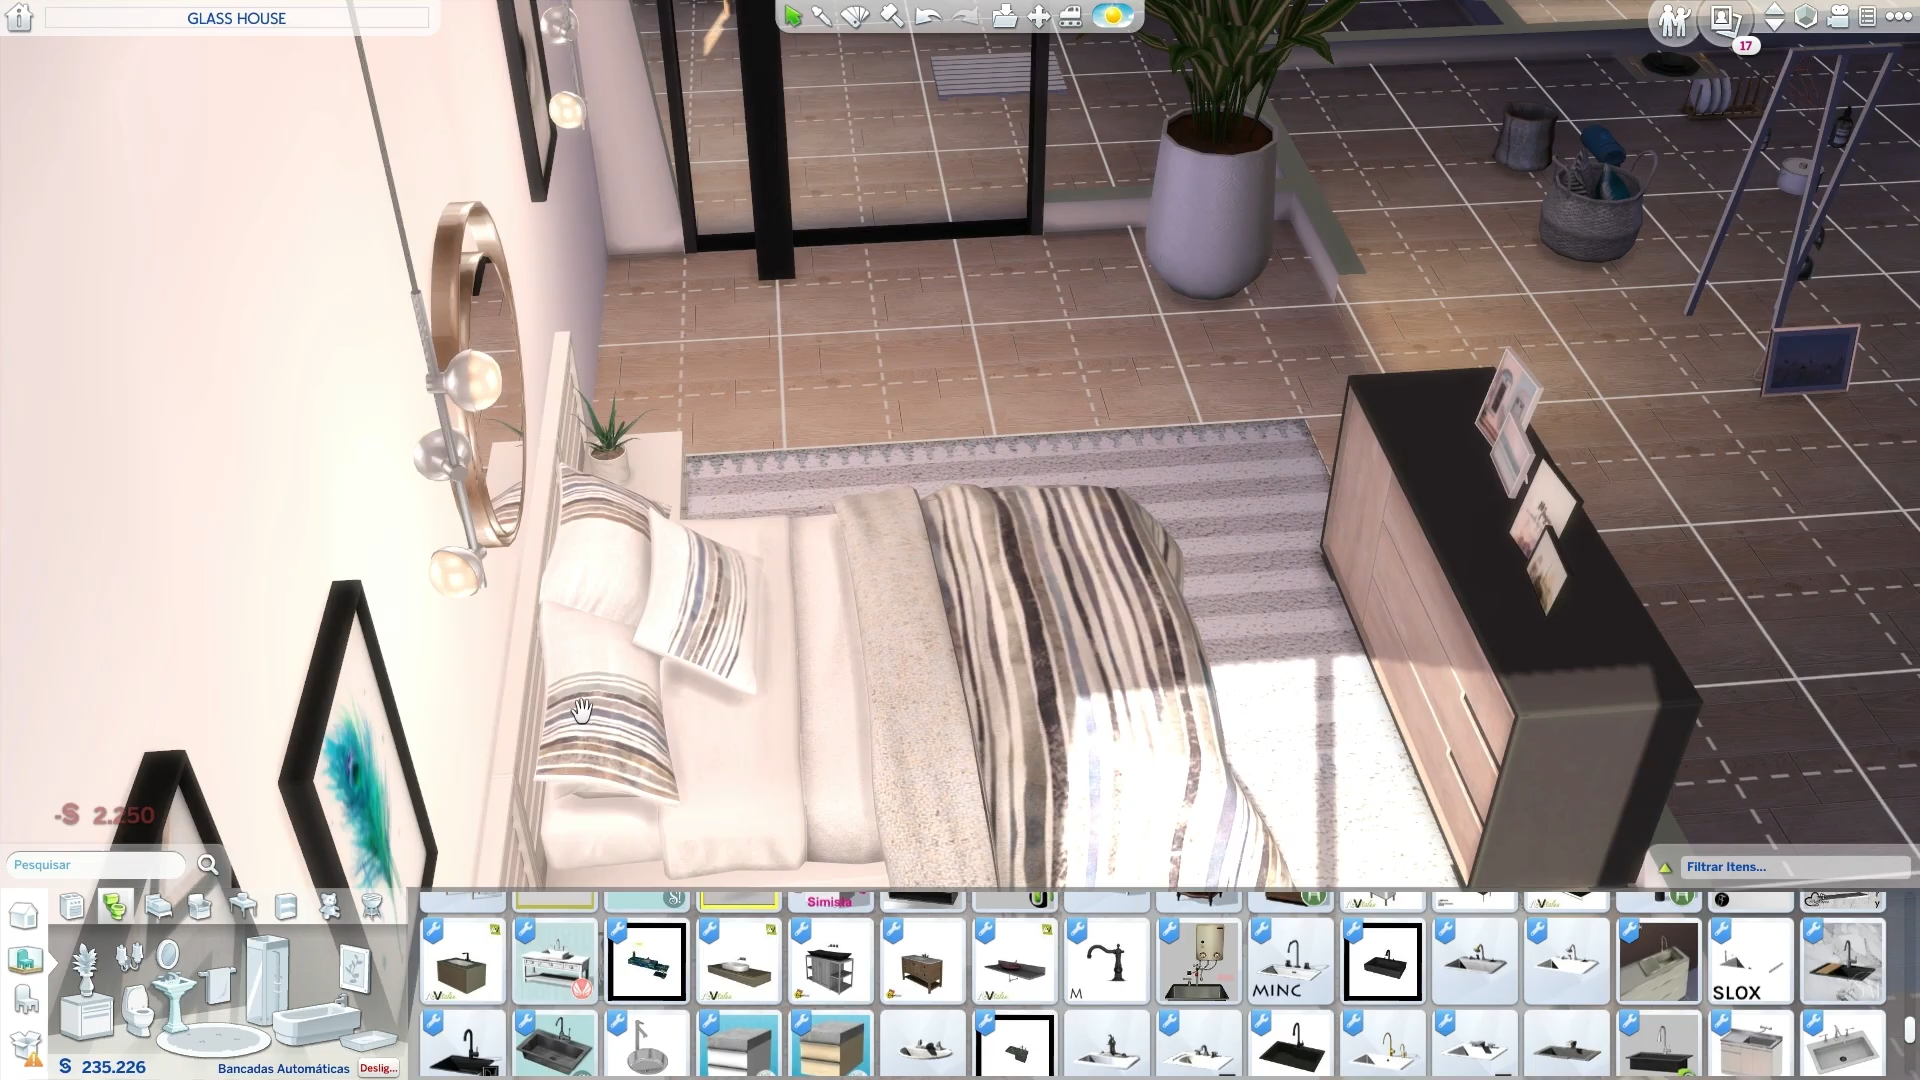 GLASS HOUSE
17
-S 2.250
Pesquisar
Filtrar Itens...
Simista
M
MINC
SLOX
S 235.226
Bancadas Automáticas
Deslig...